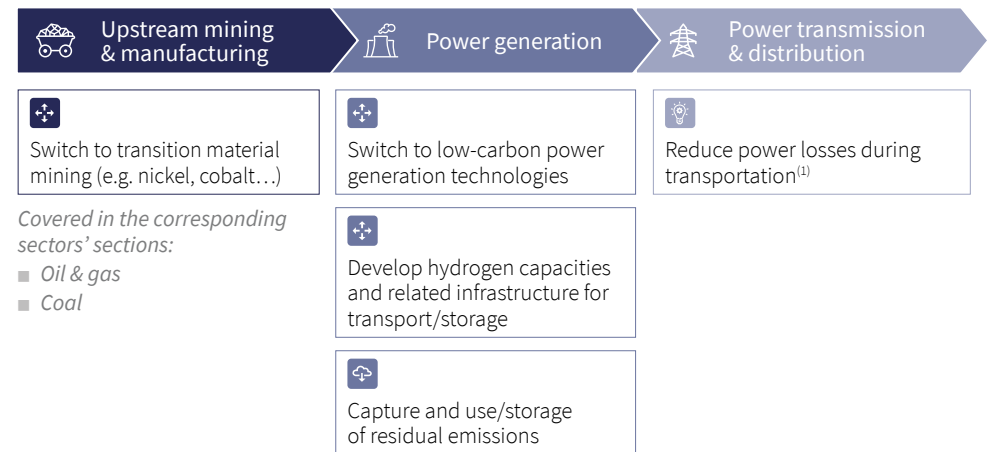 Upstream mining
& manufacturing
Power generation
Power transmission
& distribution
Switch to transition material
mining (e.g. nickel, cobalt…)
Covered in the corresponding
sectors’ sections:
■ Oil & gas
■ Coal
Switch to low-carbon power
generation technologies
Develop hydrogen capacities
and related infrastructure for
transport/storage
Capture and use/storage
of residual emissions
Reduce power losses during
transportation(1)